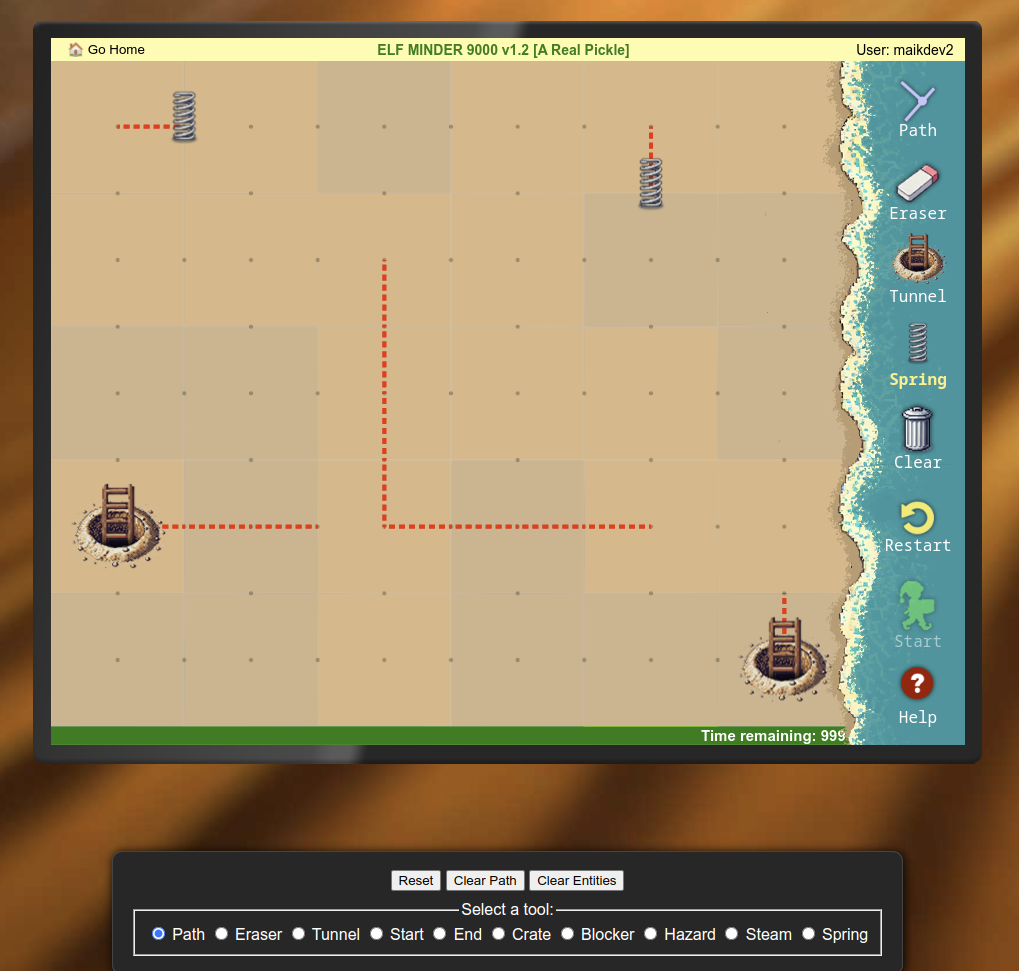 Go Home
ELF MINDER 9000 v1.2 [A Real Pickle]
User: maikdev2
Path
Eraser
Tunnel
Spring
Clear
Restart
Start
?
Help
Time remaining: 999
Reset Clear Path Clear Entities
Select a tool:
Path Eraser Tunnel Start End Crate Blocker Hazard Steam Spring